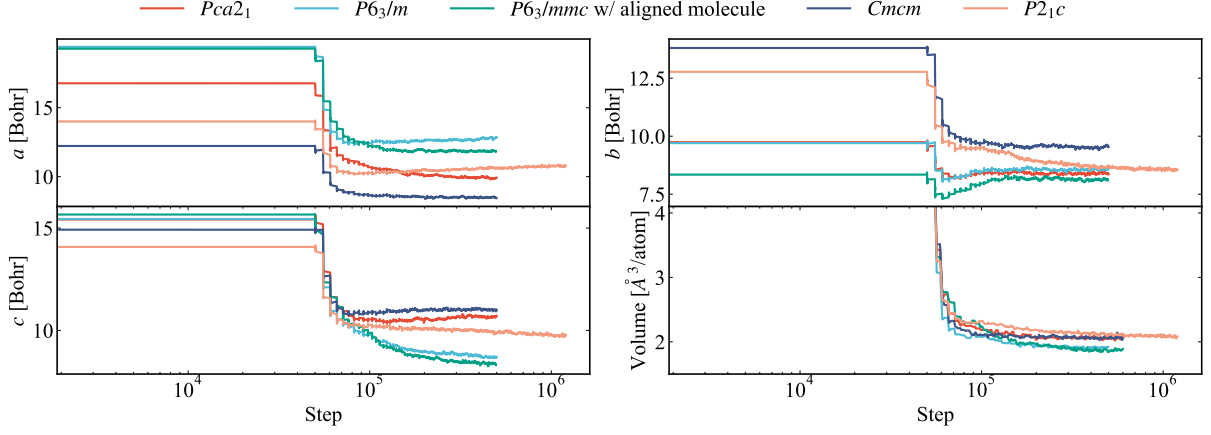 Pca2₁ P6₃/m P6₃/mmc w/ aligned molecule Cmcm P2₁c
a [Bohr]
15
10
b [Bohr]
12.5
10.0
7.5
c [Bohr]
15
10
10⁴ 10⁵ 10⁶
Step
Volume [Å³/atom]
4
3
2
10⁴ 10⁵ 10⁶
Step